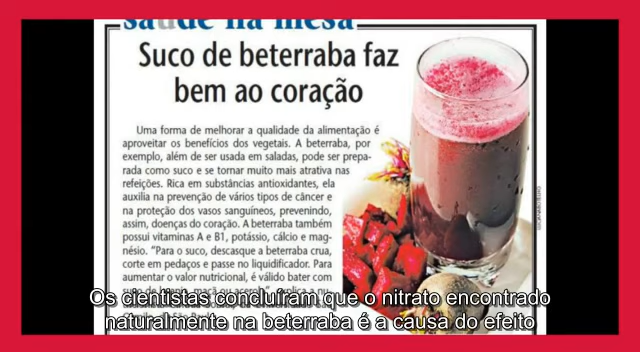 saúde na mesa
Suco de beterraba faz
bem ao coração
Uma forma de melhorar a qualidade da alimentação é
aproveitar os benefícios dos vegetais. A beterraba, por
exemplo, além de ser usada em saladas, pode ser prepa-
rada como suco e se tornar muito mais atrativa nas
refeições. Rica em substâncias antioxidantes, ela
auxilia na prevenção de vários tipos de câncer e
na proteção dos vasos sanguíneos, prevenindo,
assim, doenças do coração. A beterraba também
possui vitaminas A e B1, potássio, cálcio e mag-
nésio. "Para o suco, descasque a beterraba crua,
corte em pedaços e passe no liquidificador. Para
aumentar o valor nutricional, é válido bater com
Os cientistas concluíram que o nitrato encontrado
naturalmente na beterraba é a causa do efeito